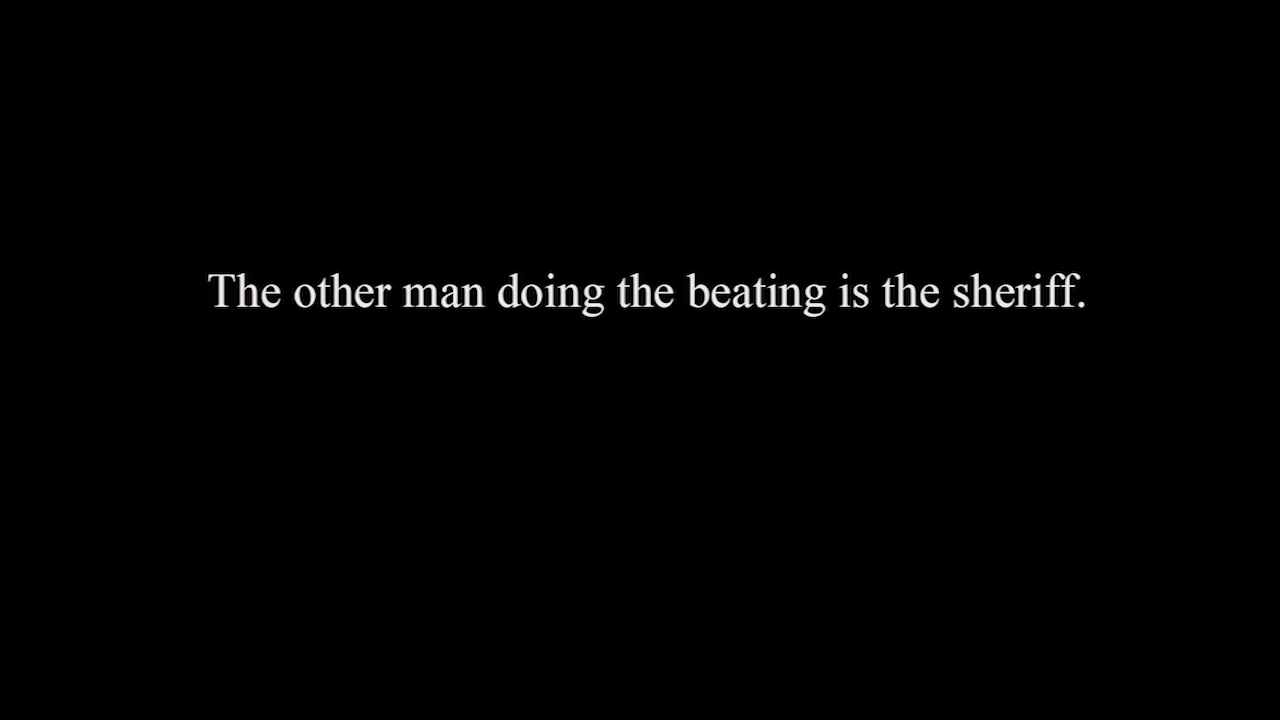 The other man doing the beating is the sheriff.